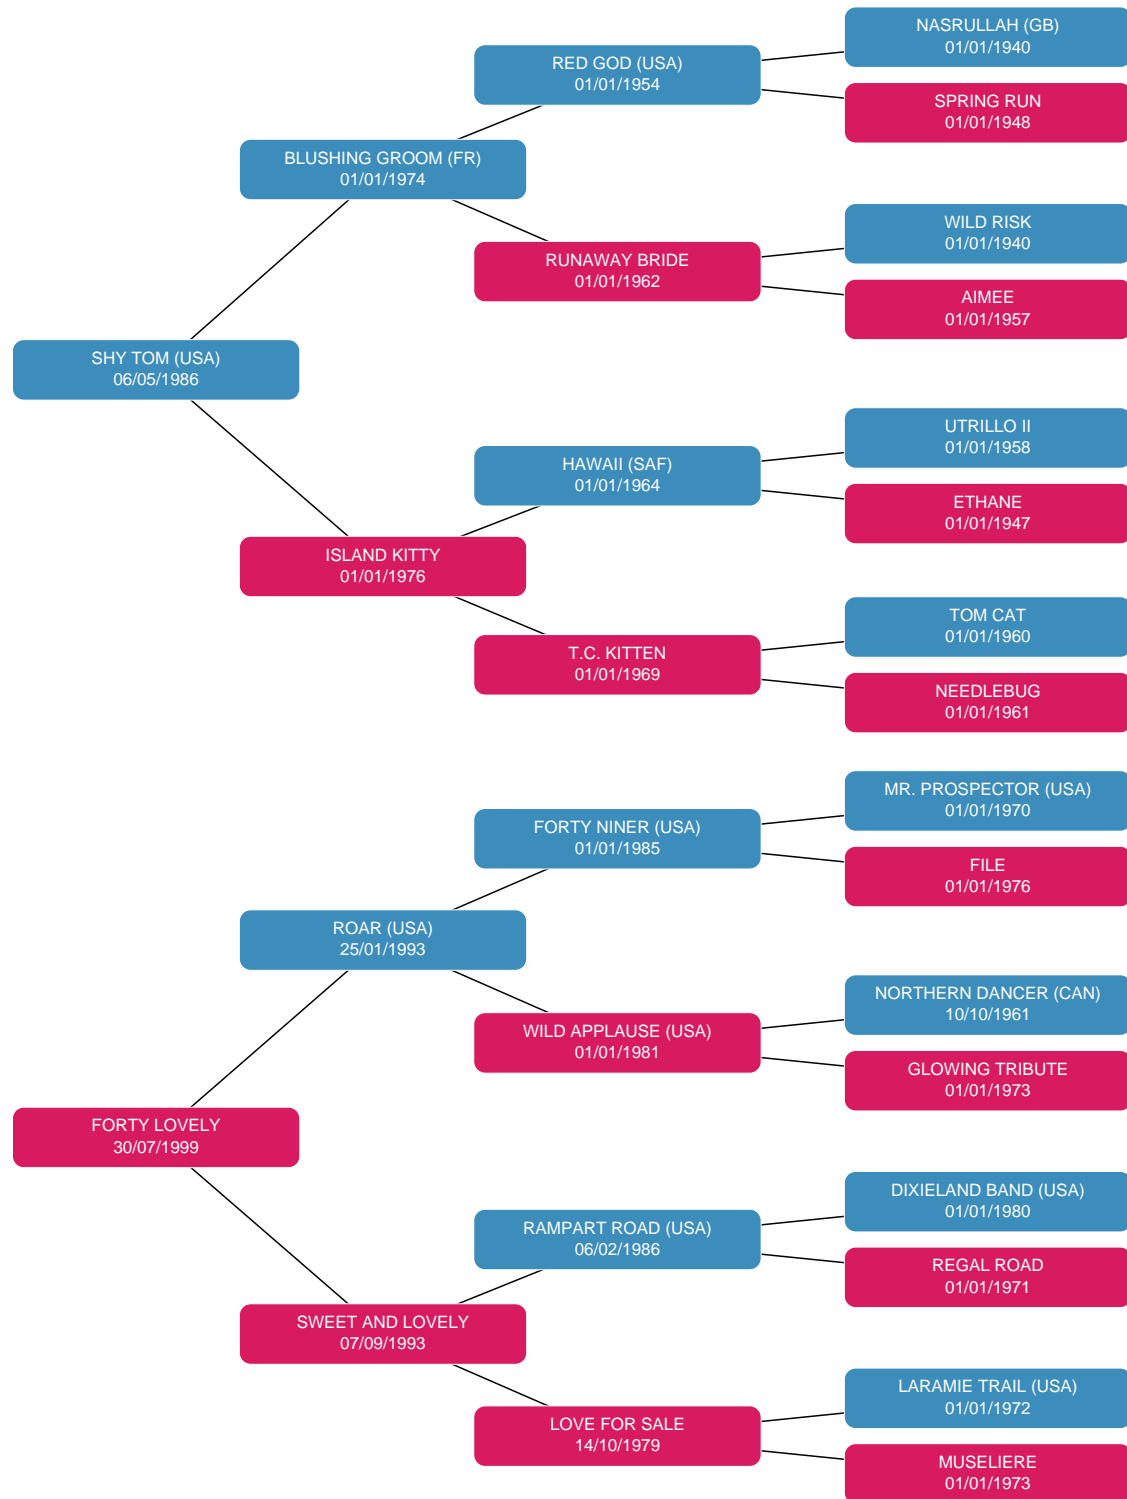 NASRULLAH (GB)
01/01/1940
RED GOD (USA)
01/01/1954
SPRING RUN
01/01/1948
BLUSHING GROOM (FR)
01/01/1974
WILD RISK
01/01/1940
RUNAWAY BRIDE
01/01/1962
AIMEE
01/01/1957
SHY TOM (USA)
06/05/1986
UTRILLO II
01/01/1958
HAWAII (SAF)
01/01/1964
ETHANE
01/01/1947
ISLAND KITTY
01/01/1976
TOM CAT
01/01/1960
T.C. KITTEN
01/01/1969
NEEDLEBUG
01/01/1961
MR. PROSPECTOR (USA)
01/01/1970
FORTY NINER (USA)
01/01/1985
FILE
01/01/1976
ROAR (USA)
25/01/1993
NORTHERN DANCER (CAN)
10/10/1961
WILD APPLAUSE (USA)
01/01/1981
GLOWING TRIBUTE
01/01/1973
FORTY LOVELY
30/07/1999
DIXIELAND BAND (USA)
01/01/1980
RAMPART ROAD (USA)
06/02/1986
REGAL ROAD
01/01/1971
SWEET AND LOVELY
07/09/1993
LARAMIE TRAIL (USA)
01/01/1972
LOVE FOR SALE
14/10/1979
MUSELIERE
01/01/1973